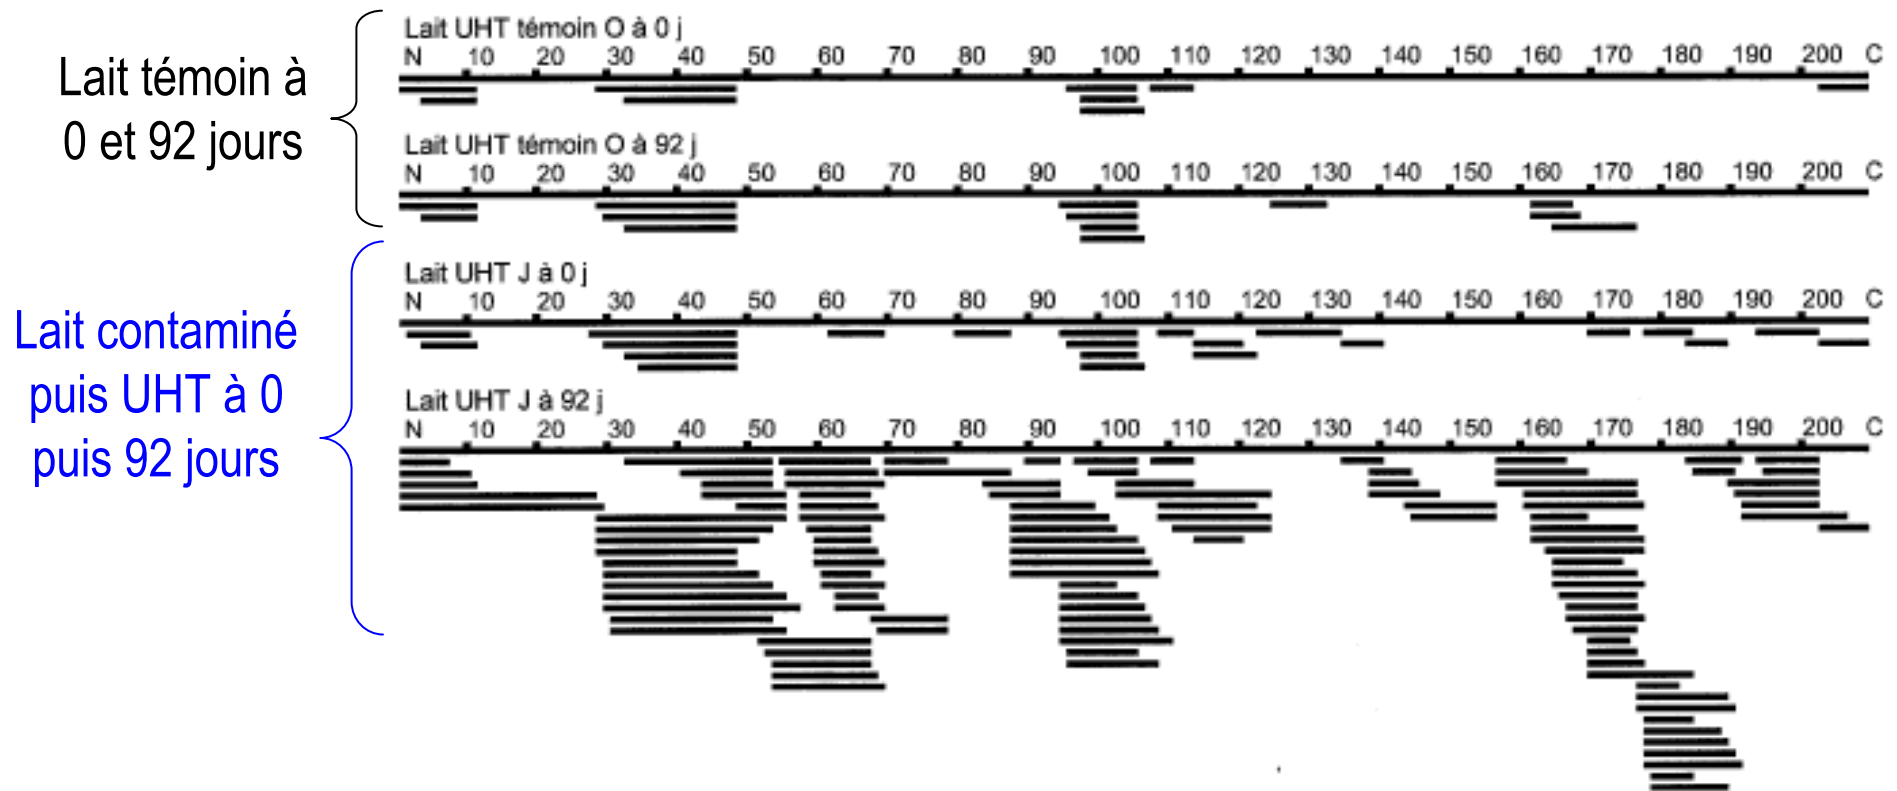 Lait témoin à
0 et 92 jours
Lait UHT témoin O à 0 j
N 10 20 30 40 50 60 70 80 90 100 110 120 130 140 150 160 170 180 190 200 C
Lait UHT témoin O à 92 j
N 10 20 30 40 50 60 70 80 90 100 110 120 130 140 150 160 170 180 190 200 C
Lait contaminé
puis UHT à 0
puis 92 jours
Lait UHT J à 0 j
N 10 20 30 40 50 60 70 80 90 100 110 120 130 140 150 160 170 180 190 200 C
Lait UHT J à 92 j
N 10 20 30 40 50 60 70 80 90 100 110 120 130 140 150 160 170 180 190 200 C